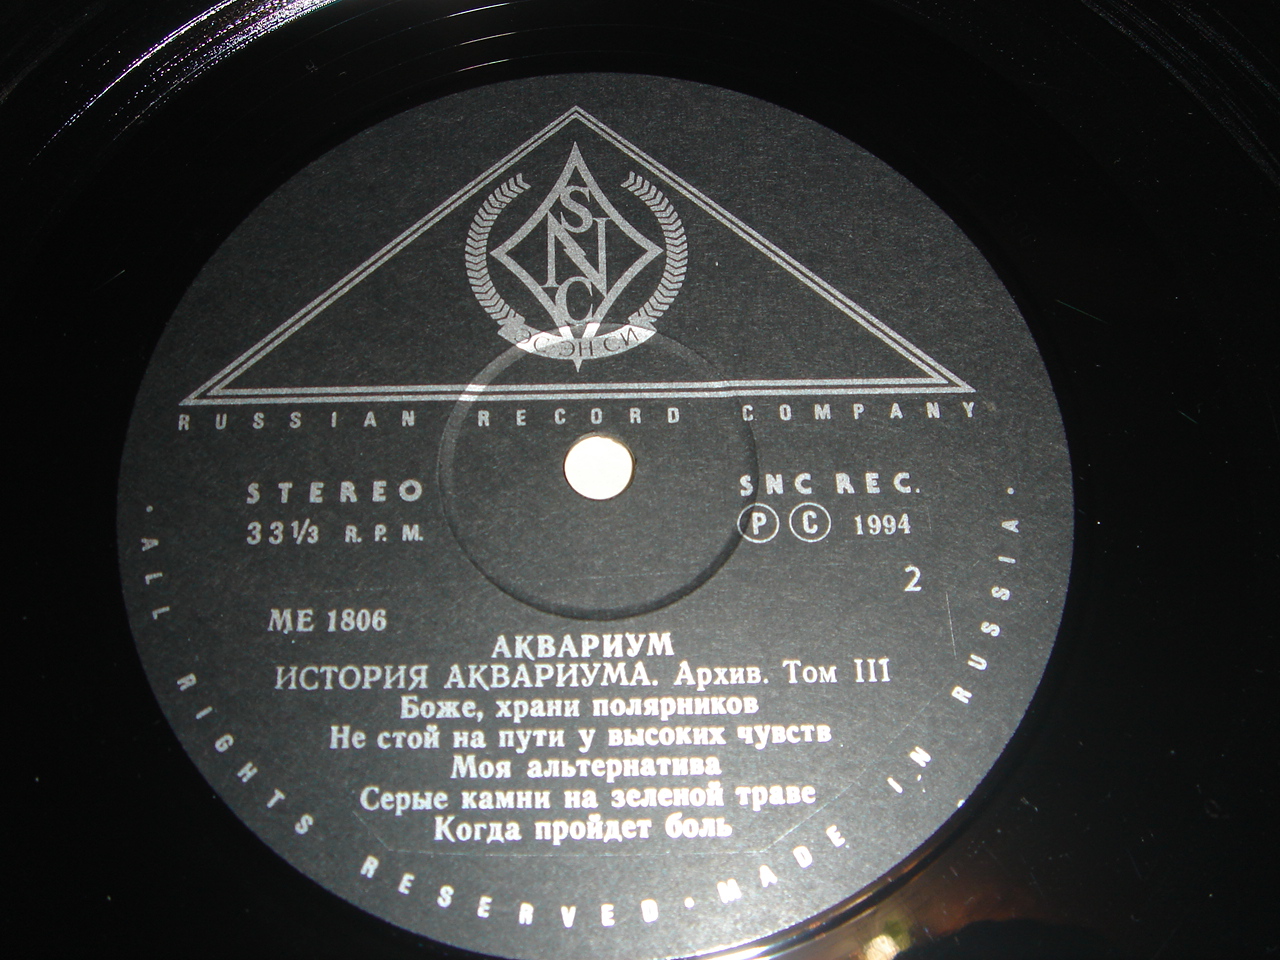 SNC
ЭС ЭН СИ
RUSSIAN RECORD COMPANY
STEREO
33 1/3 R.P.M.
SNC REC.
Ⓟ Ⓒ 1994
2
ME 1806
АКВАРИУМ
ИСТОРИЯ АКВАРИУМА. Архив. Том III
Боже, храни полярников
Не стой на пути у высоких чувств
Моя альтернатива
Серые камни на зеленой траве
Когда пройдет боль
· ALL RIGHTS RESERVED · MADE IN RUSSIA ·